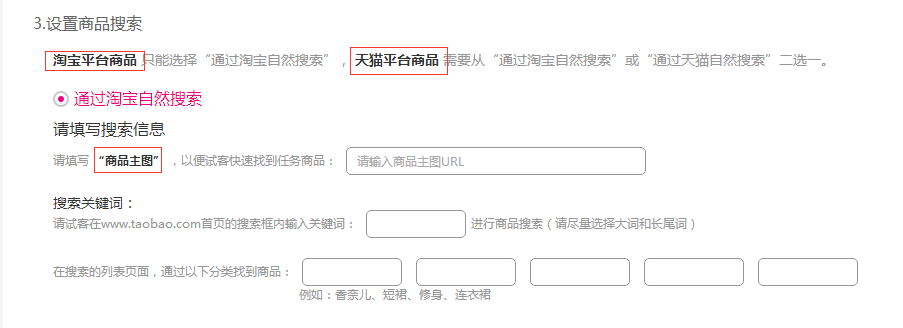 3.设置商品搜索
淘宝平台商品 只能选择“通过淘宝自然搜索”，天猫平台商品 需要从“通过淘宝自然搜索”或“通过天猫自然搜索”二选一。
通过淘宝自然搜索
请填写搜索信息
请填写 “商品主图” ，以便试客快速找到任务商品： 请输入商品主图URL
搜索关键词：
请试客在www.taobao.com首页的搜索框内输入关键词： 进行商品搜索（请尽量选择大词和长尾词）
在搜索的列表页面，通过以下分类找到商品：
例如：香奈儿、短裙、修身、连衣裙